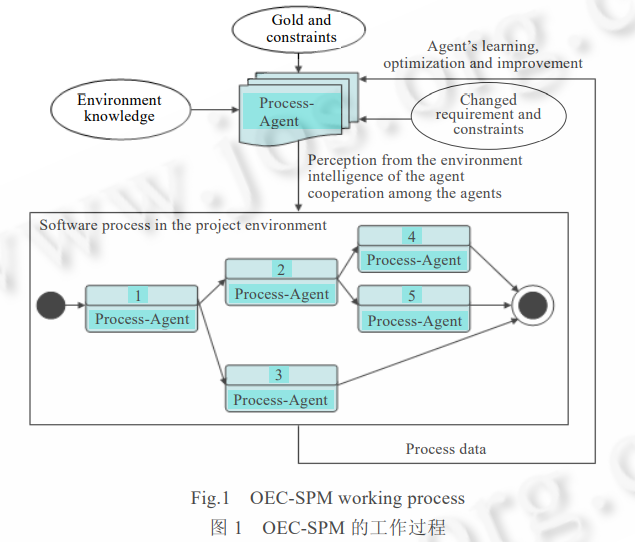 Gold and
constraints
Agent's learning,
optimization and improvement
Environment
knowledge
Process-
Agent
Changed
requirement and
constraints
Perception from the environment
intelligence of the agent
cooperation among the agents
Software process in the project environment
4
Process-Agent
2
Process-Agent
1
Process-Agent
5
Process-Agent
3
Process-Agent
Process data
Fig.1 OEC-SPM working process
图 1 OEC-SPM 的工作过程